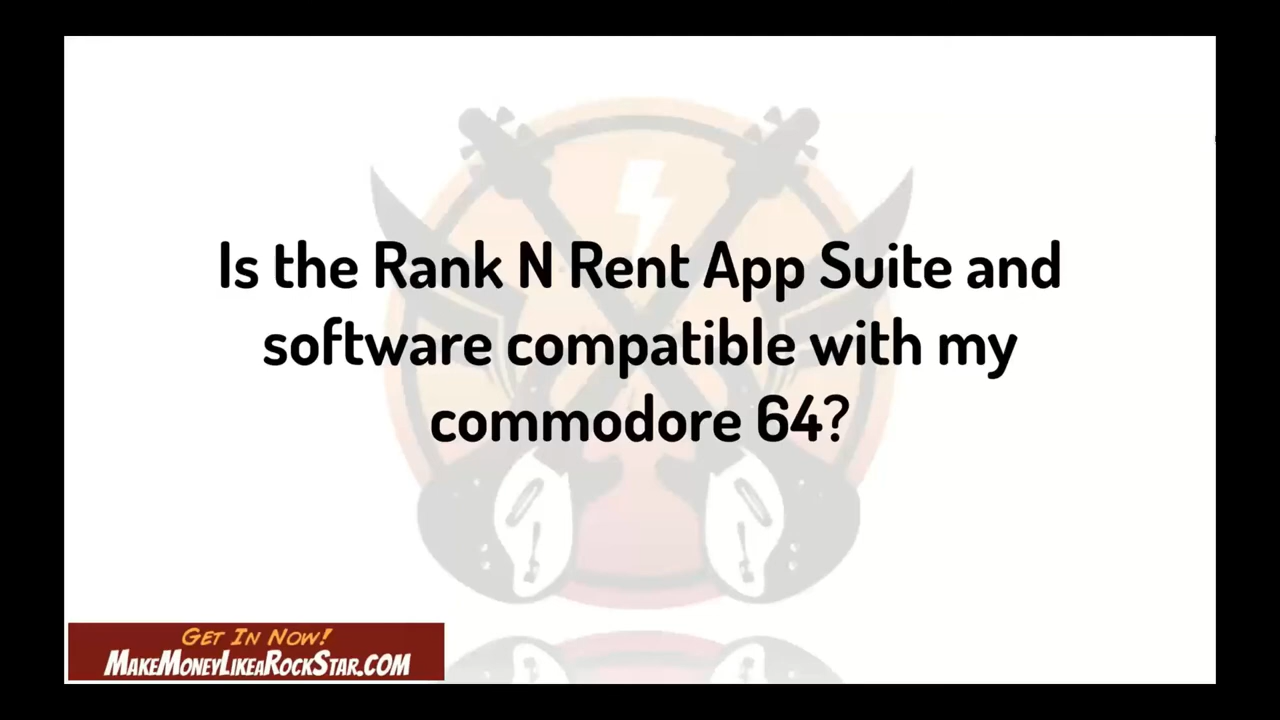 Is the Rank N Rent App Suite and
software compatible with my
commodore 64?
Get In Now!
MakeMoneyLikeaRockStar.com